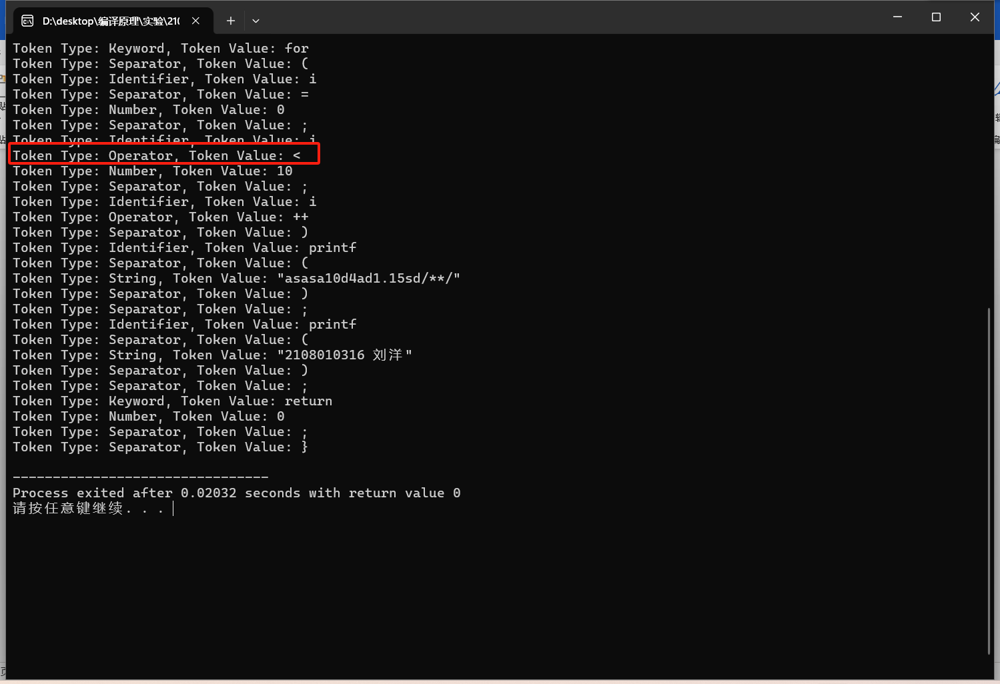 D:\desktop\编译原理\实验\210
Token Type: Keyword, Token Value: for
Token Type: Separator, Token Value: (
Token Type: Identifier, Token Value: i
Token Type: Separator, Token Value: =
Token Type: Number, Token Value: 0
Token Type: Separator, Token Value: ;
Token Type: Identifier, Token Value: i
Token Type: Operator, Token Value: <
Token Type: Number, Token Value: 10
Token Type: Separator, Token Value: ;
Token Type: Identifier, Token Value: i
Token Type: Operator, Token Value: ++
Token Type: Separator, Token Value: )
Token Type: Identifier, Token Value: printf
Token Type: Separator, Token Value: (
Token Type: String, Token Value: "asasa10d4ad1.15sd/**/"
Token Type: Separator, Token Value: )
Token Type: Separator, Token Value: ;
Token Type: Identifier, Token Value: printf
Token Type: Separator, Token Value: (
Token Type: String, Token Value: "2108010316 刘洋"
Token Type: Separator, Token Value: )
Token Type: Separator, Token Value: ;
Token Type: Keyword, Token Value: return
Token Type: Number, Token Value: 0
Token Type: Separator, Token Value: ;
Token Type: Separator, Token Value: }
--------------------------------
Process exited after 0.02032 seconds with return value 0
请按任意键继续. . .